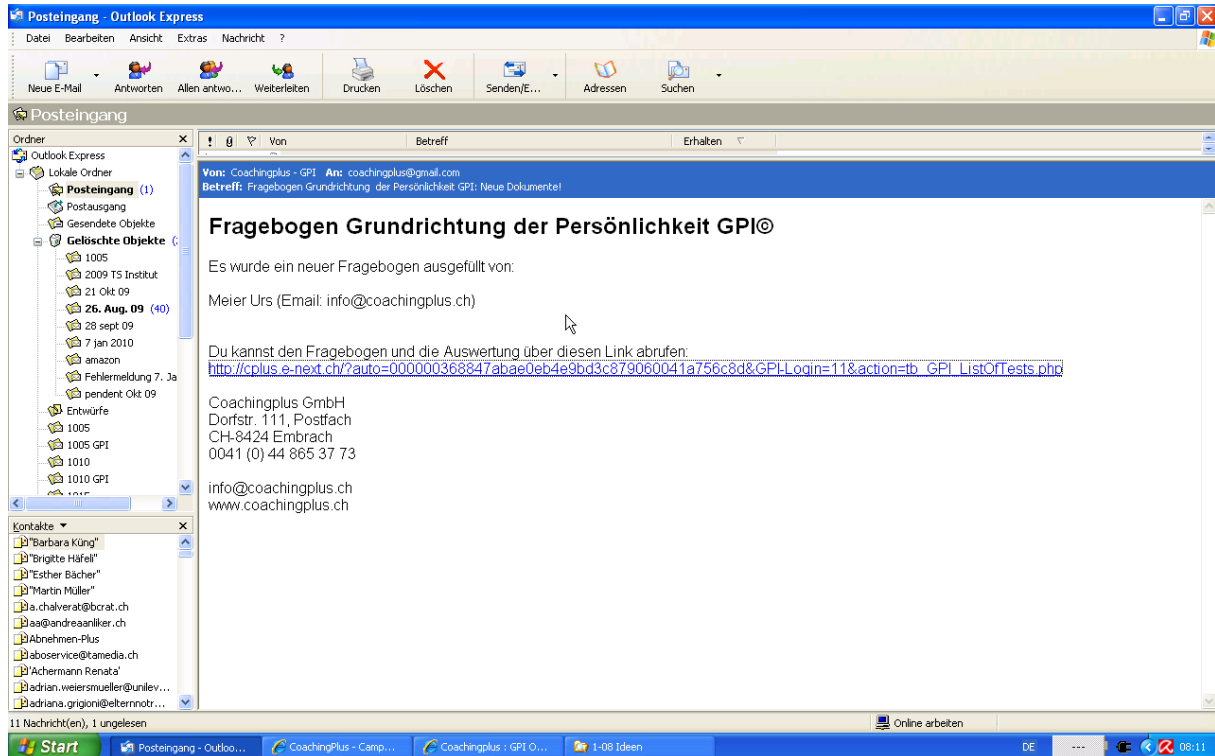 Posteingang - Outlook Express
Datei Bearbeiten Ansicht Extras Nachricht ?
Neue E-Mail Antworten Allen antwo... Weiterleiten Drucken Löschen Senden/E... Adressen Suchen
Posteingang
Ordner
Outlook Express
Lokale Ordner
Posteingang (1)
Postausgang
Gesendete Objekte
Gelöschte Objekte
1005
2009 TS Institut
21 Okt 09
26. Aug. 09 (40)
28 sept 09
7 jan 2010
amazon
Fehlermeldung 7. Ja
pendent Okt 09
Entwürfe
1005
1005 GPI
1010
1010 GPI
Kontakte
"Barbara Küng"
"Brigitte Häfeli"
"Esther Bächer"
"Martin Müller"
a.chalverat@bcrat.ch
aa@andreaanliker.ch
Abnehmen-Plus
aboservice@tamedia.ch
'Achermann Renata'
adrian.weiersmueller@unilev...
adriana.grigioni@elternnotr...
! Von Betreff Erhalten
Von: Coachingplus - GPI An: coachingplus@gmail.com
Betreff: Fragebogen Grundrichtung der Persönlichkeit GPI: Neue Dokumente!
Fragebogen Grundrichtung der Persönlichkeit GPI©
Es wurde ein neuer Fragebogen ausgefüllt von:
Meier Urs (Email: info@coachingplus.ch)
Du kannst den Fragebogen und die Auswertung über diesen Link abrufen:
http://cplus.e-next.ch/?auto=000000368847abae0eb4e9bd3c879060041a756c8d&GPI-Login=11&action=tb_GPI_ListOfTests.php
Coachingplus GmbH
Dorfstr. 111, Postfach
CH-8424 Embrach
0041 (0) 44 865 37 73
info@coachingplus.ch
www.coachingplus.ch
11 Nachricht(en), 1 ungelesen Online arbeiten
Start Posteingang - Outloo... CoachingPlus - Camp... Coachingplus : GPI O... 1-08 Ideen DE --- 08:11